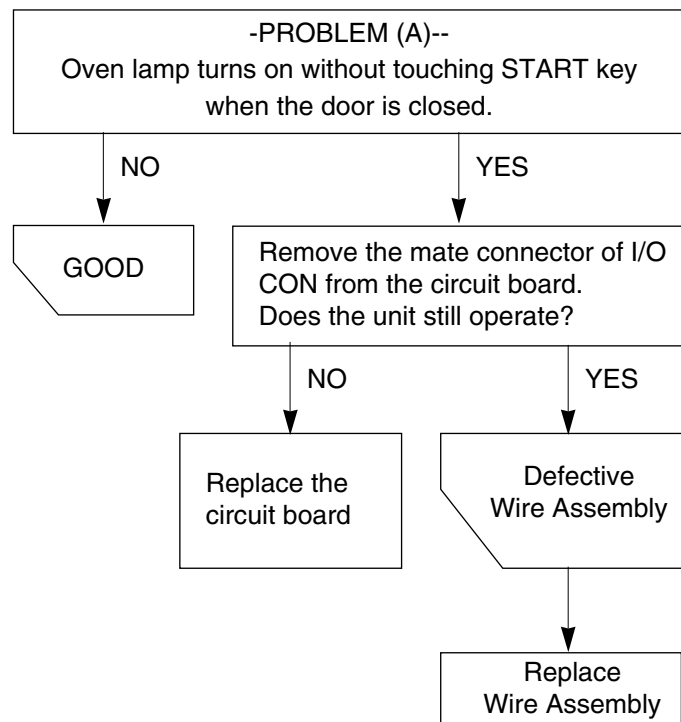 -PROBLEM (A)--
Oven lamp turns on without touching START key
when the door is closed.
NO
YES
GOOD
Remove the mate connector of I/O
CON from the circuit board.
Does the unit still operate?
NO
YES
Replace the
circuit board
Defective
Wire Assembly
Replace
Wire Assembly